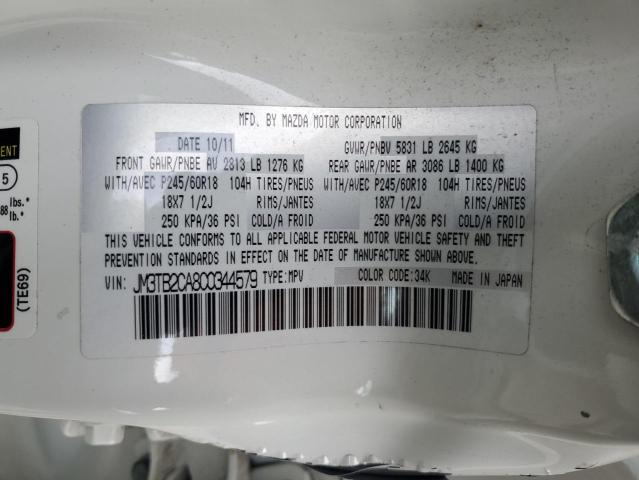 MFD. BY MAZDA MOTOR CORPORATION
DATE 10/11 GVWR/PNBV 5831 LB 2645 KG
FRONT GAWR/PNBE AV 2813 LB 1276 KG REAR GAWR/PNBE AR 3086 LB 1400 KG
WITH/AVEC P245/60R18 104H TIRES/PNEUS WITH/AVEC P245/60R18 104H TIRES/PNEUS
18X7 1/2J RIMS/JANTES 18X7 1/2J RIMS/JANTES
250 KPA/36 PSI COLD/A FROID 250 KPA/36 PSI COLD/A FROID
THIS VEHICLE CONFORMS TO ALL APPLICABLE FEDERAL MOTOR VEHICLE SAFETY AND THEFT
PREVENTION STANDARDS IN EFFECT ON THE DATE OF MANUFACTURE SHOWN ABOVE.
VIN: JM3TB2CA8C0344579 TYPE:MPV COLOR CODE:34K MADE IN JAPAN
ENT
5
lbs.*
88 lb.*
(TE69)